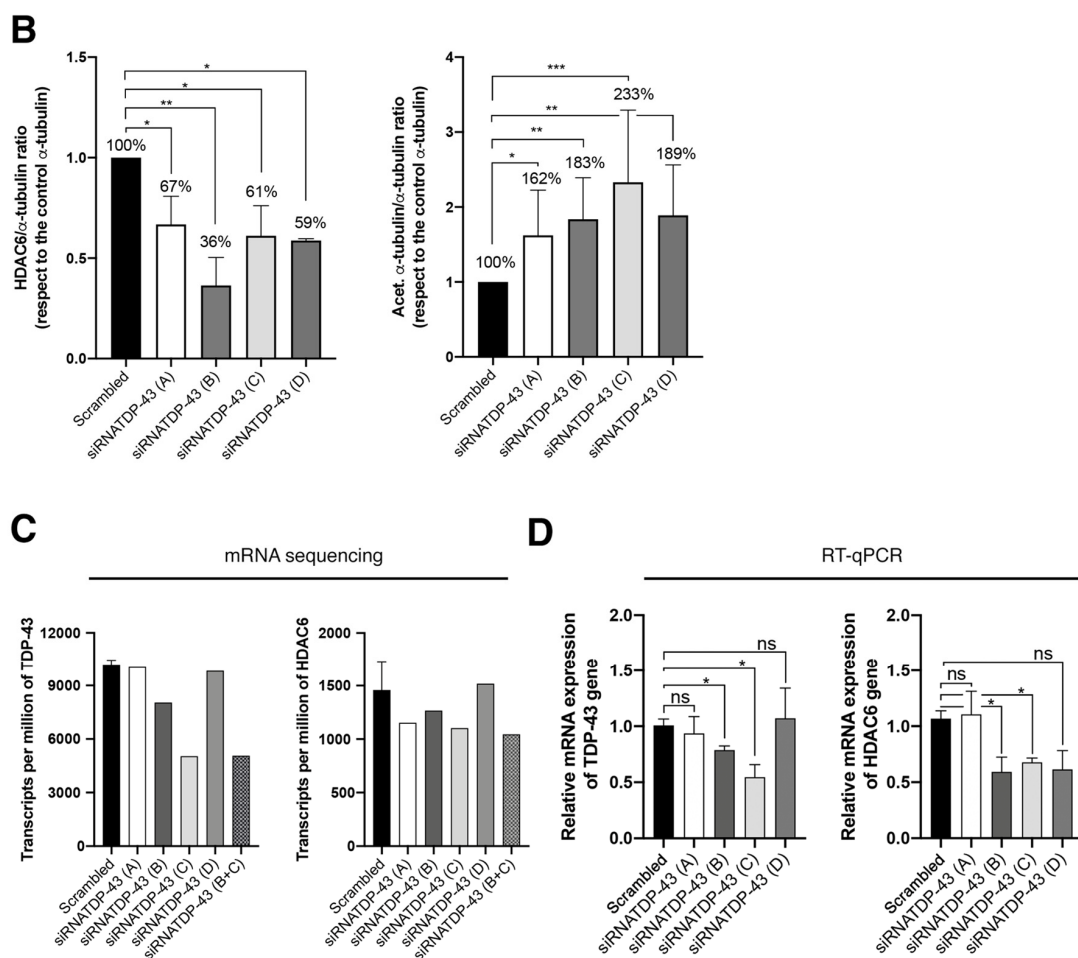 B
HDAC6/α-tubulin ratio
(respect to the control α-tubulin)
1.5
1.0
0.5
0.0
*
*
**
*
100%
67%
36%
61%
59%
Scrambled
siRNATDP-43 (A)
siRNATDP-43 (B)
siRNATDP-43 (C)
siRNATDP-43 (D)
Acet. α-tubulin/α-tubulin ratio
(respect to the control α-tubulin)
4
3
2
1
0
***
**
**
*
100%
162%
183%
233%
189%
Scrambled
siRNATDP-43 (A)
siRNATDP-43 (B)
siRNATDP-43 (C)
siRNATDP-43 (D)
C
mRNA sequencing
Transcripts per million of TDP-43
12000
9000
6000
3000
0
Scrambled
siRNATDP-43 (A)
siRNATDP-43 (B)
siRNATDP-43 (C)
siRNATDP-43 (D)
siRNATDP-43 (B+C)
Transcripts per million of HDAC6
2000
1500
1000
500
0
Scrambled
siRNATDP-43 (A)
siRNATDP-43 (B)
siRNATDP-43 (C)
siRNATDP-43 (D)
siRNATDP-43 (B+C)
D
RT-qPCR
Relative mRNA expression
of TDP-43 gene
2.0
1.5
1.0
0.5
0.0
ns
*
*
ns
Scrambled
siRNATDP-43 (A)
siRNATDP-43 (B)
siRNATDP-43 (C)
siRNATDP-43 (D)
Relative mRNA expression
of HDAC6 gene
2.0
1.5
1.0
0.5
0.0
ns
ns
*
*
Scrambled
siRNATDP-43 (A)
siRNATDP-43 (B)
siRNATDP-43 (C)
siRNATDP-43 (D)